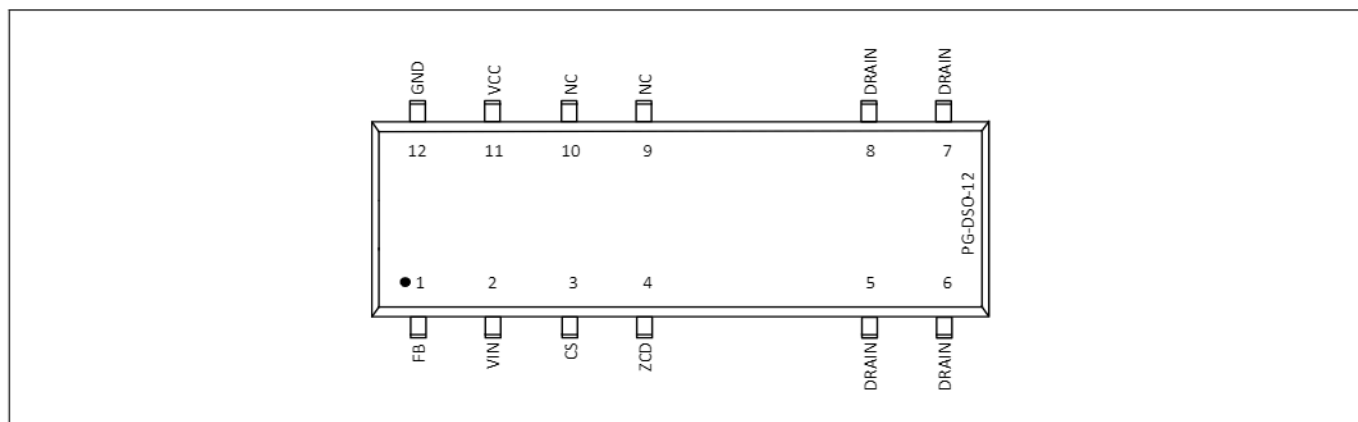 GND VCC NC NC DRAIN DRAIN
12 11 10 9 8 7
PG-DSO-12
1 2 3 4 5 6
FB VIN CS ZCD DRAIN DRAIN